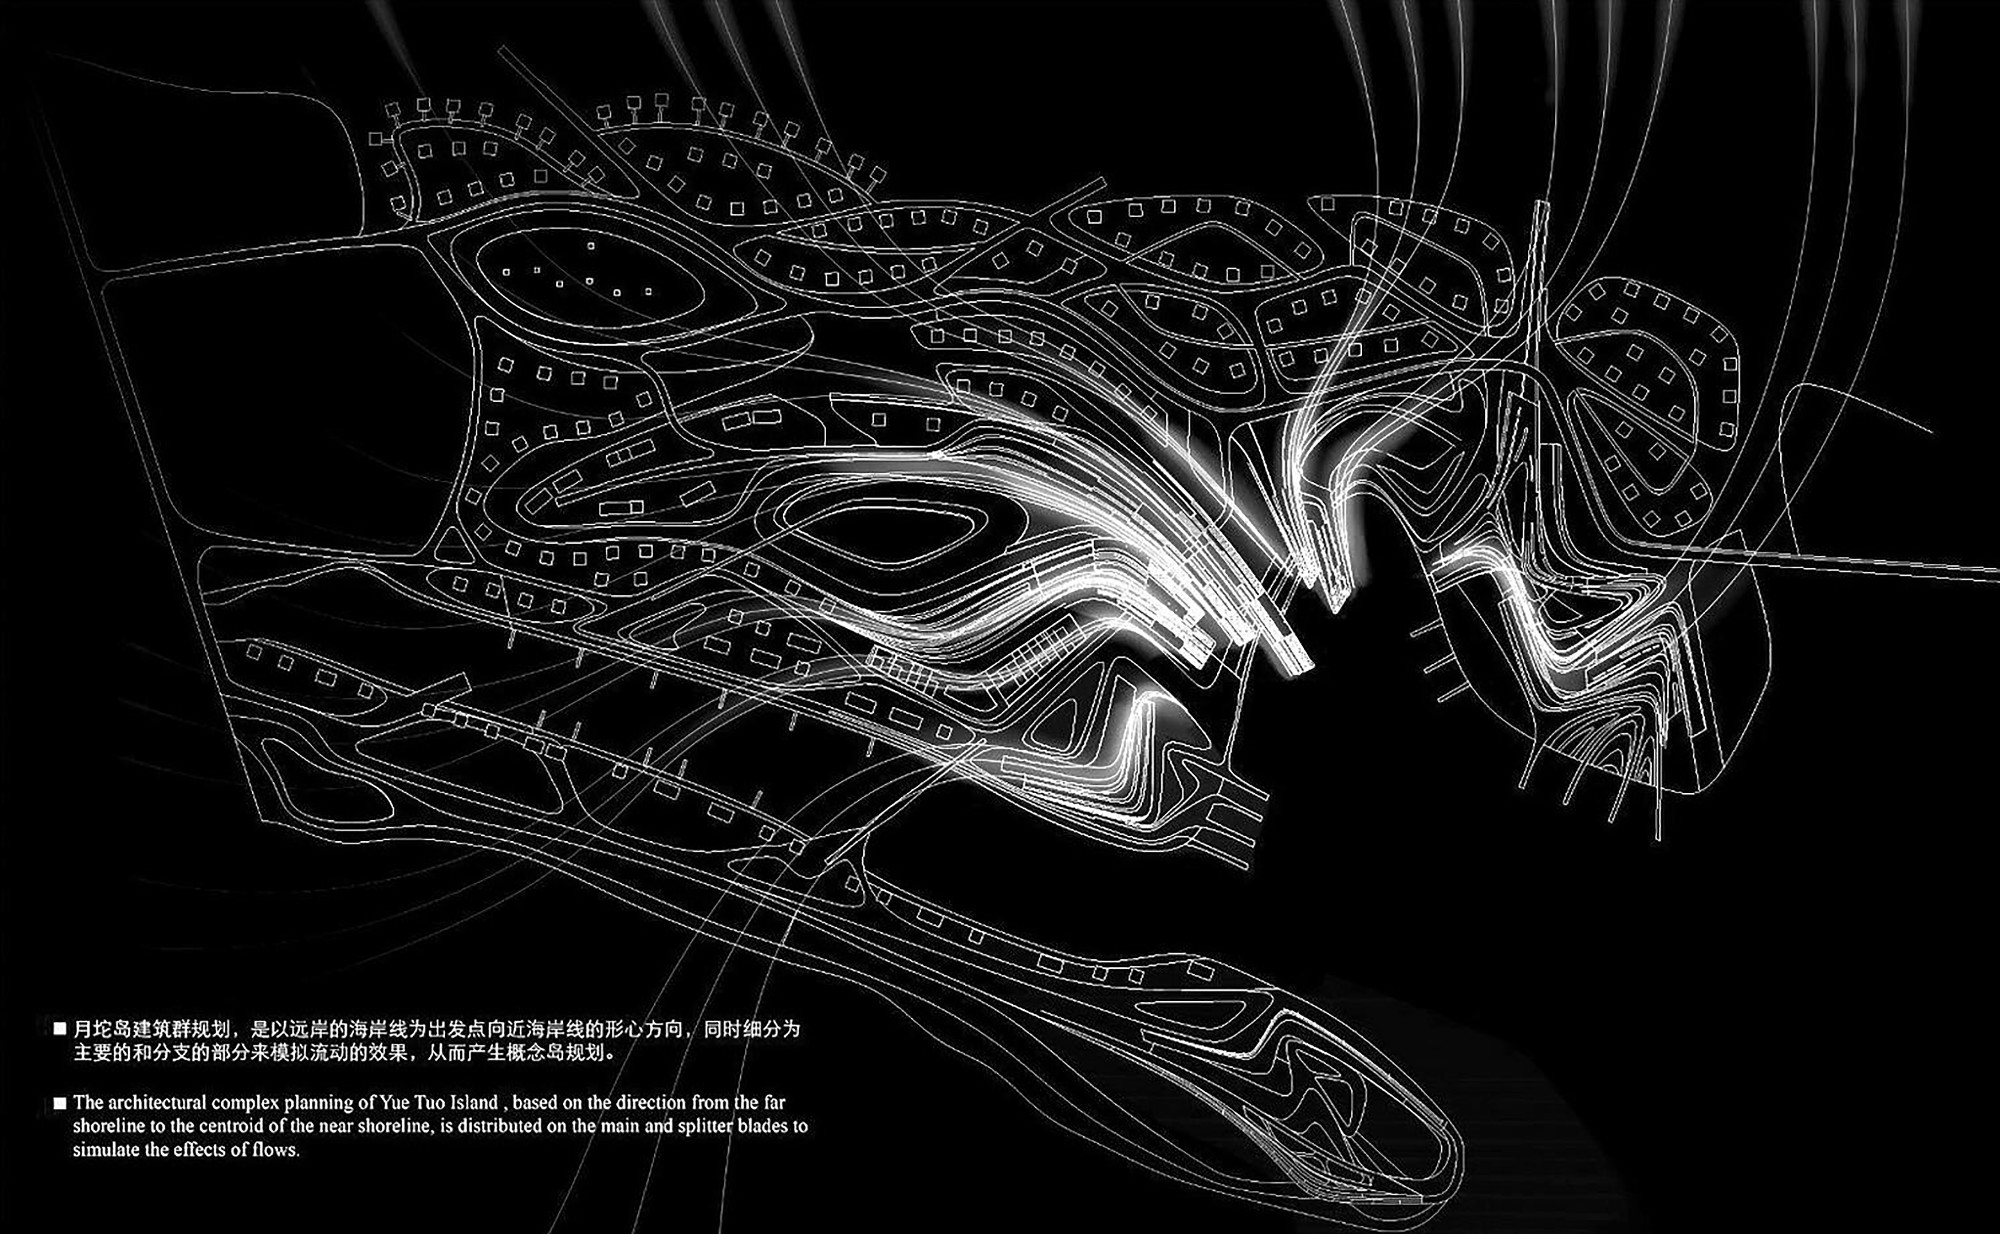 ■ 月坨岛建筑群规划，是以远岸的海岸线为出发点向近海岸线的形心方向，同时细分为
主要的和分支的部分来模拟流动的效果，从而产生概念岛规划。
■ The architectural complex planning of Yue Tuo Island , based on the direction from the far
shoreline to the centroid of the near shoreline, is distributed on the main and splitter blades to
simulate the effects of flows.